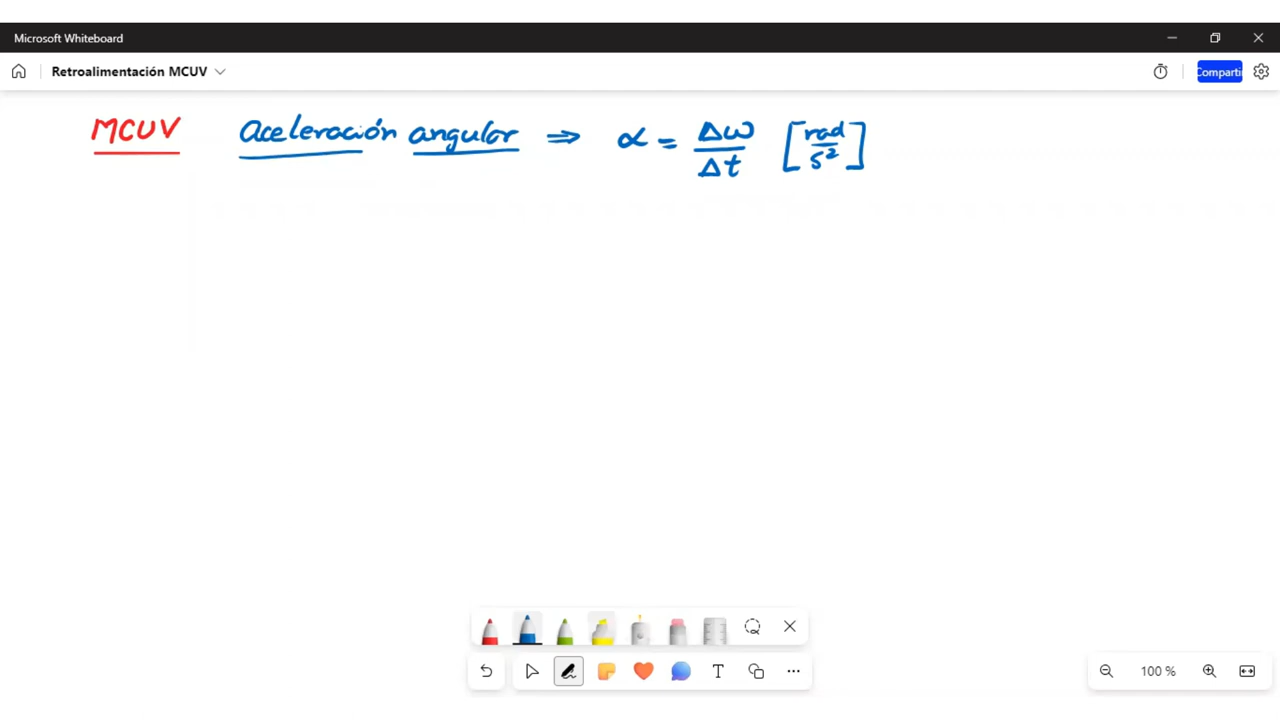 Microsoft Whiteboard
Retroalimentación MCUV
Comparti
MCUV aceleración angular ⇒ α = Δω/Δt [rad/s²]
100 %